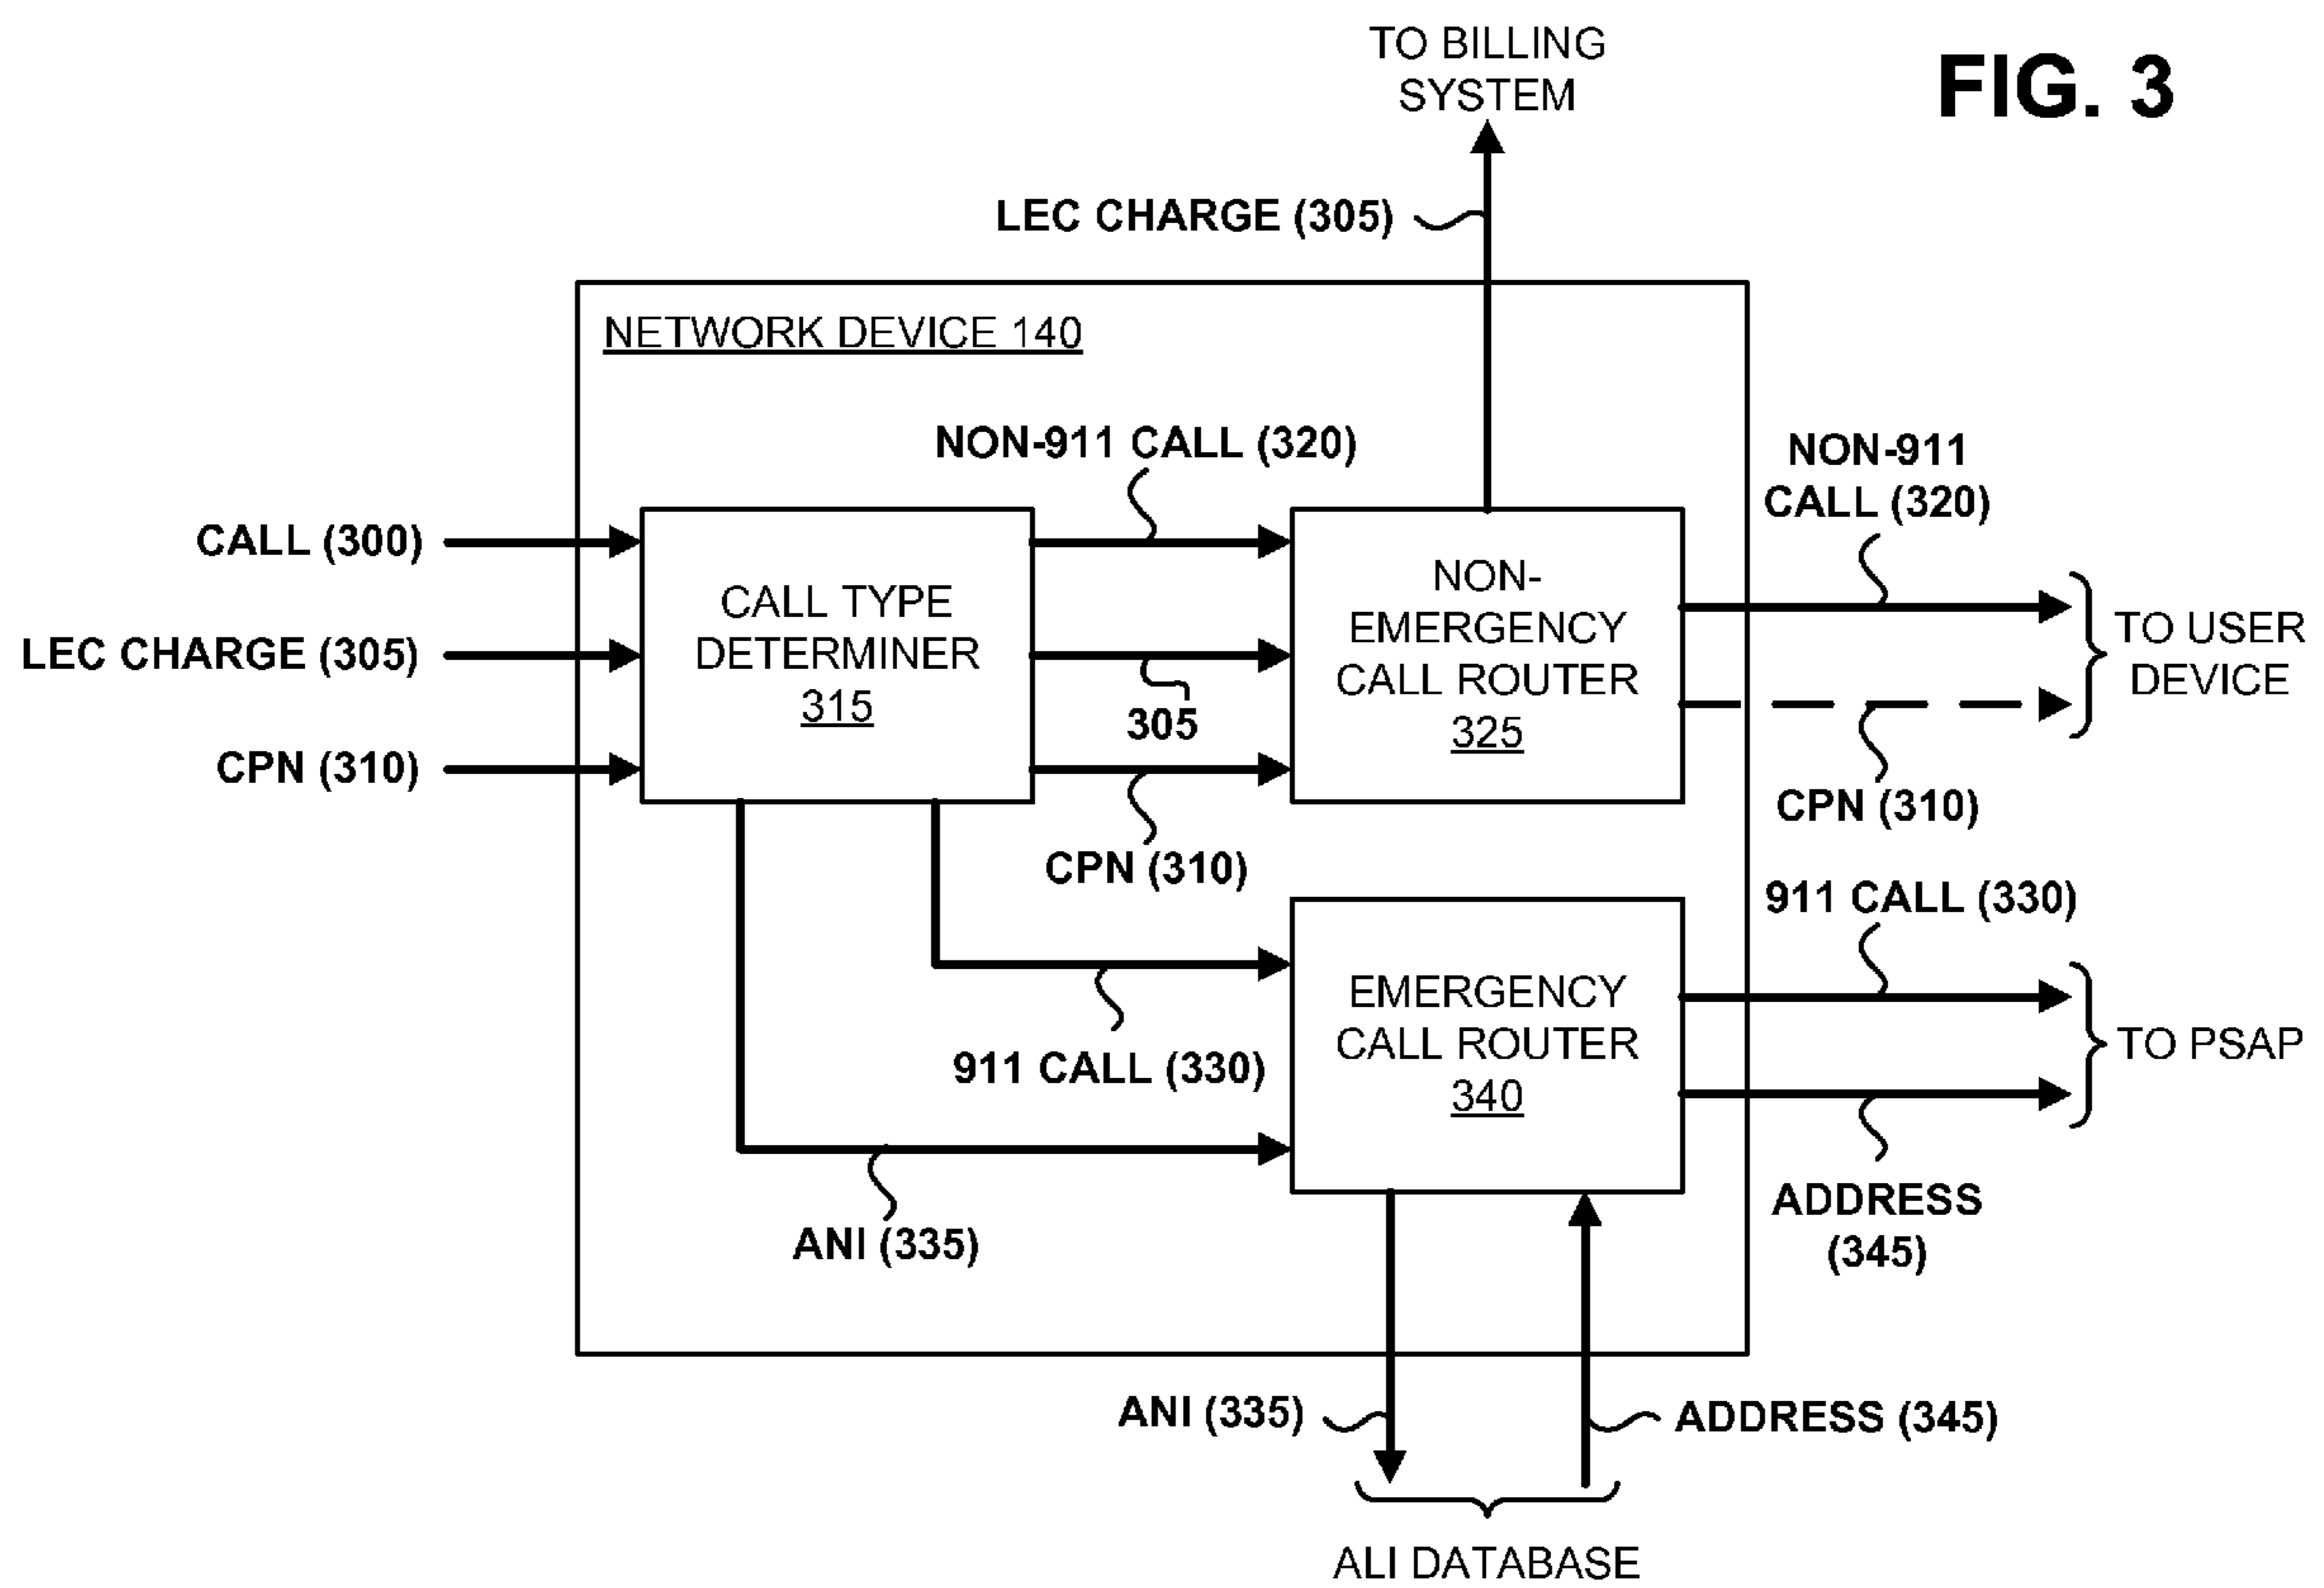 TO BILLING
SYSTEM
FIG. 3
LEC CHARGE (305)
NETWORK DEVICE 140
NON-911 CALL (320)
NON-911
CALL (320)
CALL (300)
LEC CHARGE (305)
CPN (310)
CALL TYPE
DETERMINER
315
305
CPN (310)
NON-
EMERGENCY
CALL ROUTER
325
TO USER
DEVICE
CPN (310)
911 CALL (330)
911 CALL (330)
EMERGENCY
CALL ROUTER
340
TO PSAP
ADDRESS
(345)
ANI (335)
ANI (335)
ADDRESS (345)
ALI DATABASE